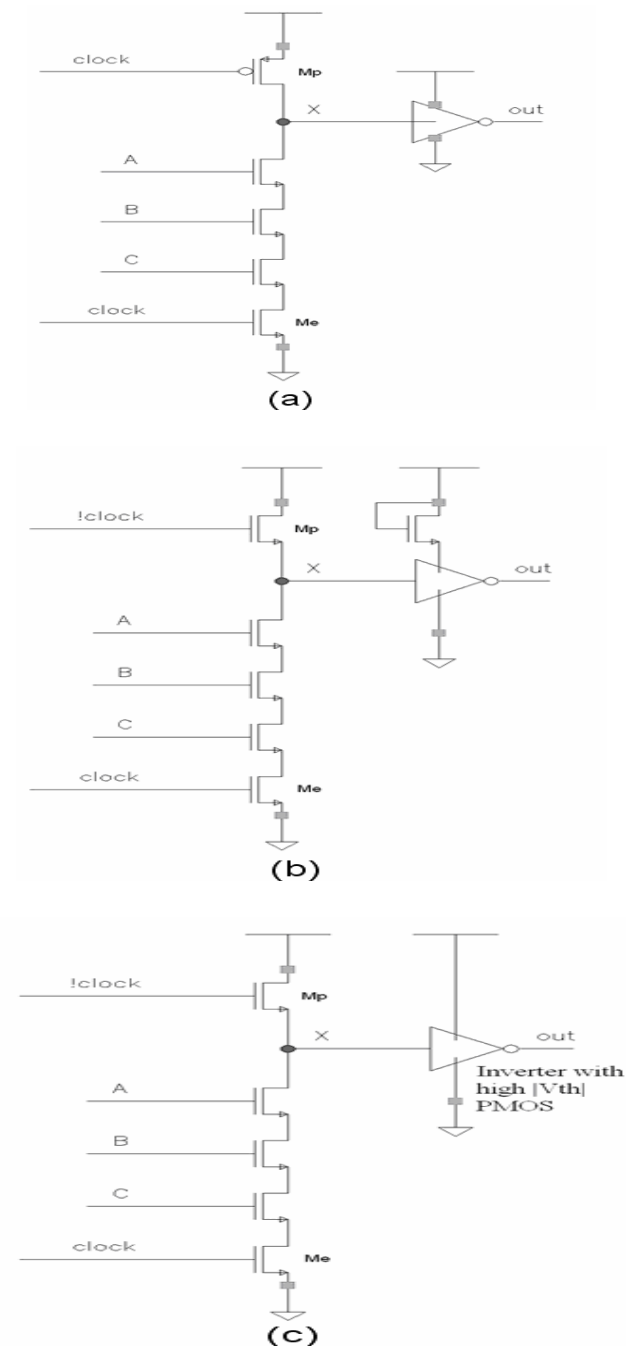 clock
Mp
X
out
A
B
C
clock
Me
(a)
!clock
Mp
X
out
A
B
C
clock
Me
(b)
!clock
Mp
X
out
Inverter with
high |Vth|
PMOS
A
B
C
clock
Me
(c)